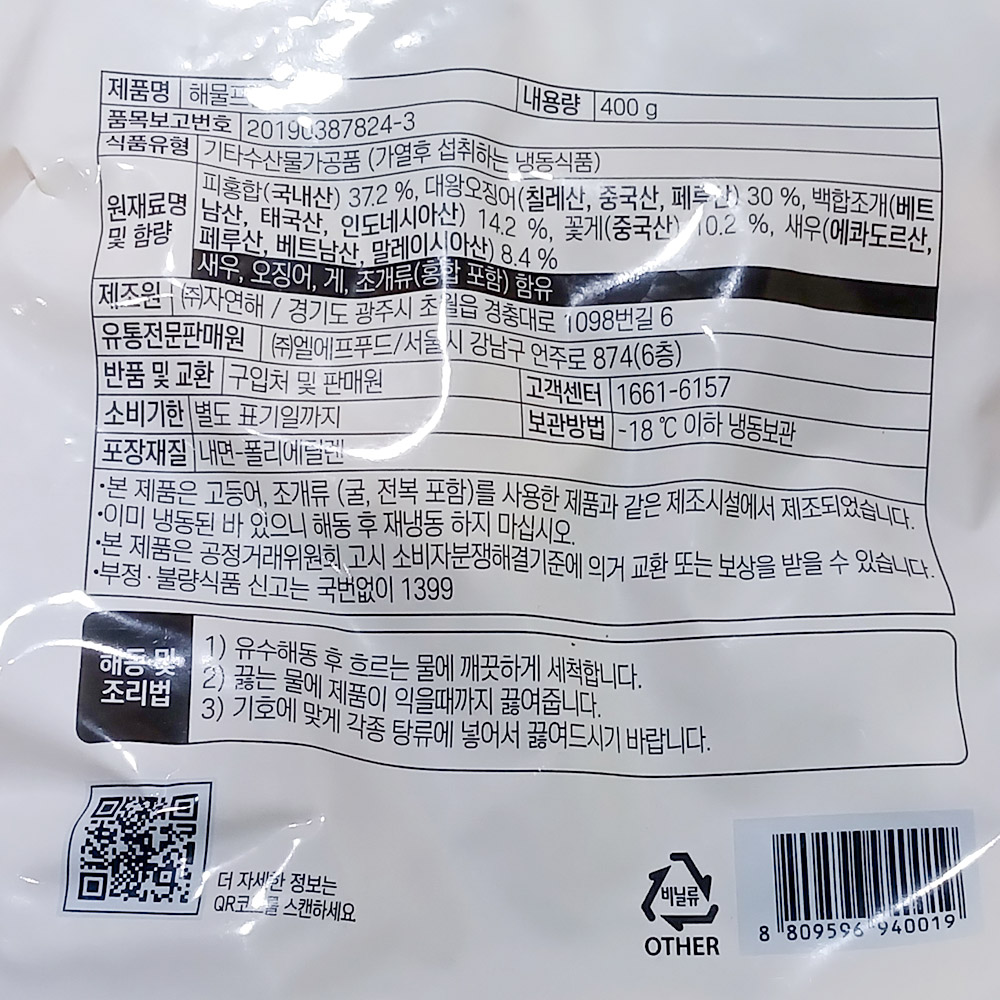 제품명 해물 내용량 400 g
품목보고번호 20190387824-3
식품유형 기타수산물가공품 (가열후 섭취하는 냉동식품)
원재료명 및 함량
피홍합(국내산) 37.2 %, 대왕오징어(칠레산, 중국산, 페루산) 30 %, 백합조개(베트
남산, 태국산, 인도네시아산) 14.2 %, 꽃게(중국산) 10.2 %, 새우(에콰도르산,
페루산, 베트남산, 말레이시아산) 8.4 %
새우, 오징어, 게, 조개류(홍합 포함) 함유
제조원 ㈜자연해 / 경기도 광주시 초월읍 경충대로 1098번길 6
유통전문판매원 ㈜엘에프푸드/서울시 강남구 언주로 874(6층)
반품 및 교환 구입처 및 판매원 고객센터 1661-6157
소비기한 별도 표기일까지 보관방법 -18 ℃ 이하 냉동보관
포장재질 내면-폴리에틸렌
•본 제품은 고등어, 조개류 (굴, 전복 포함)를 사용한 제품과 같은 제조시설에서 제조되었습니다.
•이미 냉동된 바 있으니 해동 후 재냉동 하지 마십시오.
•본 제품은 공정거래위원회 고시 소비자분쟁해결기준에 의거 교환 또는 보상을 받을 수 있습니다.
•부정 · 불량식품 신고는 국번없이 1399
해동 및
조리법
1) 유수해동 후 흐르는 물에 깨끗하게 세척합니다.
2) 끓는 물에 제품이 익을때까지 끓여줍니다.
3) 기호에 맞게 각종 탕류에 넣어서 끓여드시기 바랍니다.
더 자세한 정보는
QR코드를 스캔하세요
비닐류
OTHER
8 809596 940019